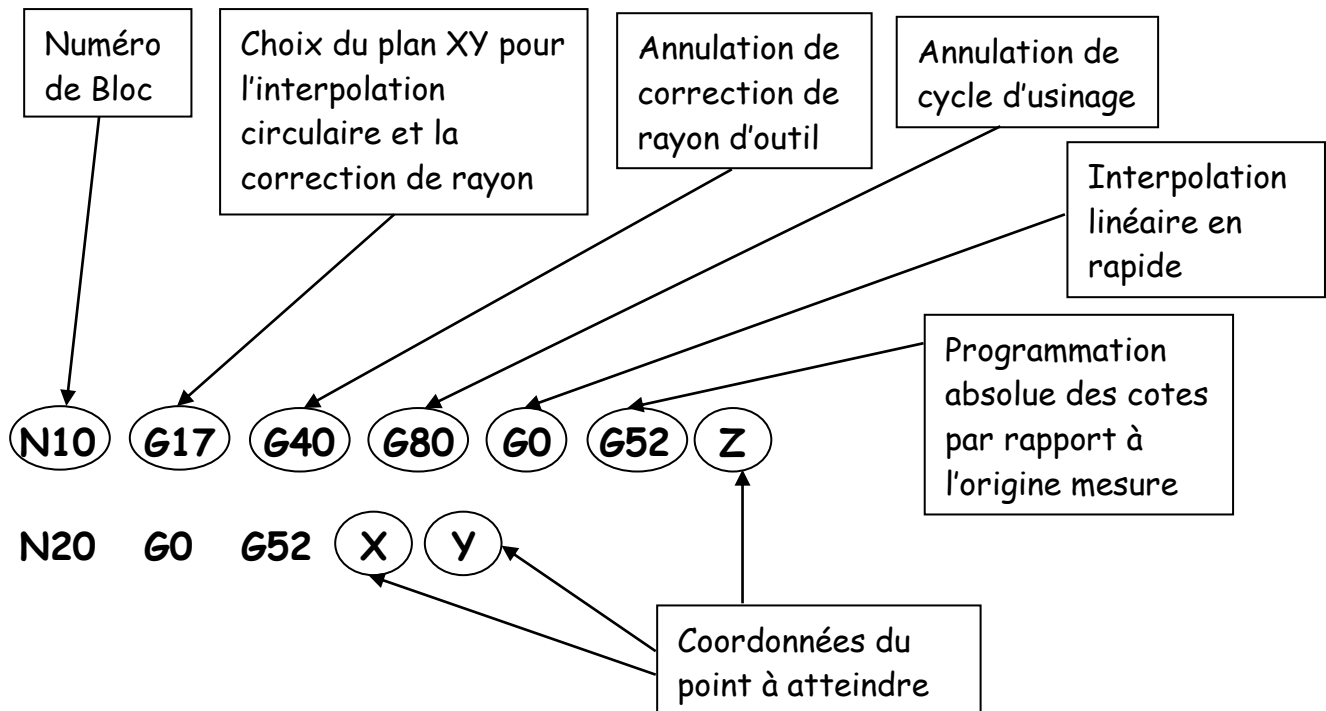 Numéro
de Bloc
Choix du plan XY pour
l'interpolation
circulaire et la
correction de rayon
Annulation de
correction de
rayon d'outil
Annulation de
cycle d'usinage
Interpolation
linéaire en
rapide
Programmation
absolue des cotes
par rapport à
l'origine mesure
N10 G17 G40 G80 G0 G52 Z
N20 G0 G52 X Y
Coordonnées du
point à atteindre